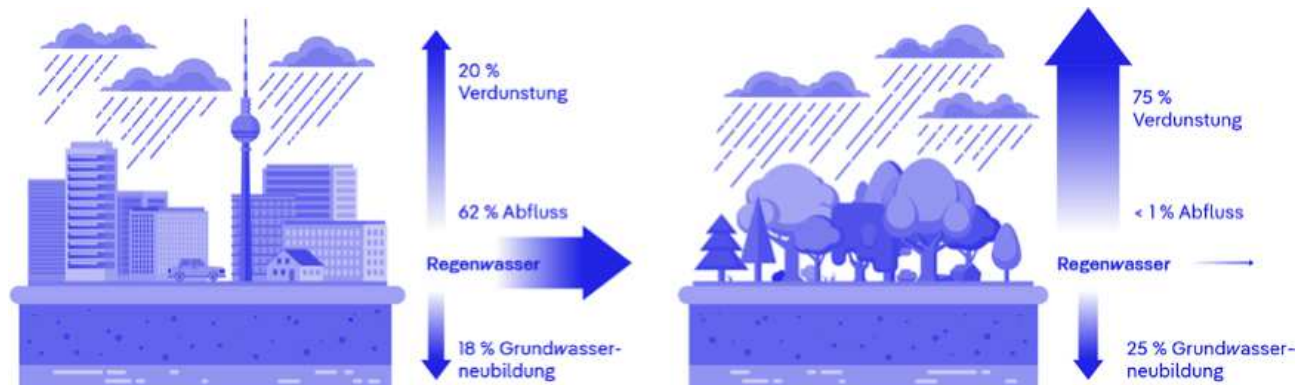 20 %
Verdunstung
62 % Abfluss
Regenwasser
18 % Grundwasser-
neubildung
75 %
Verdunstung
< 1 % Abfluss
Regenwasser
25 % Grundwasser-
neubildung